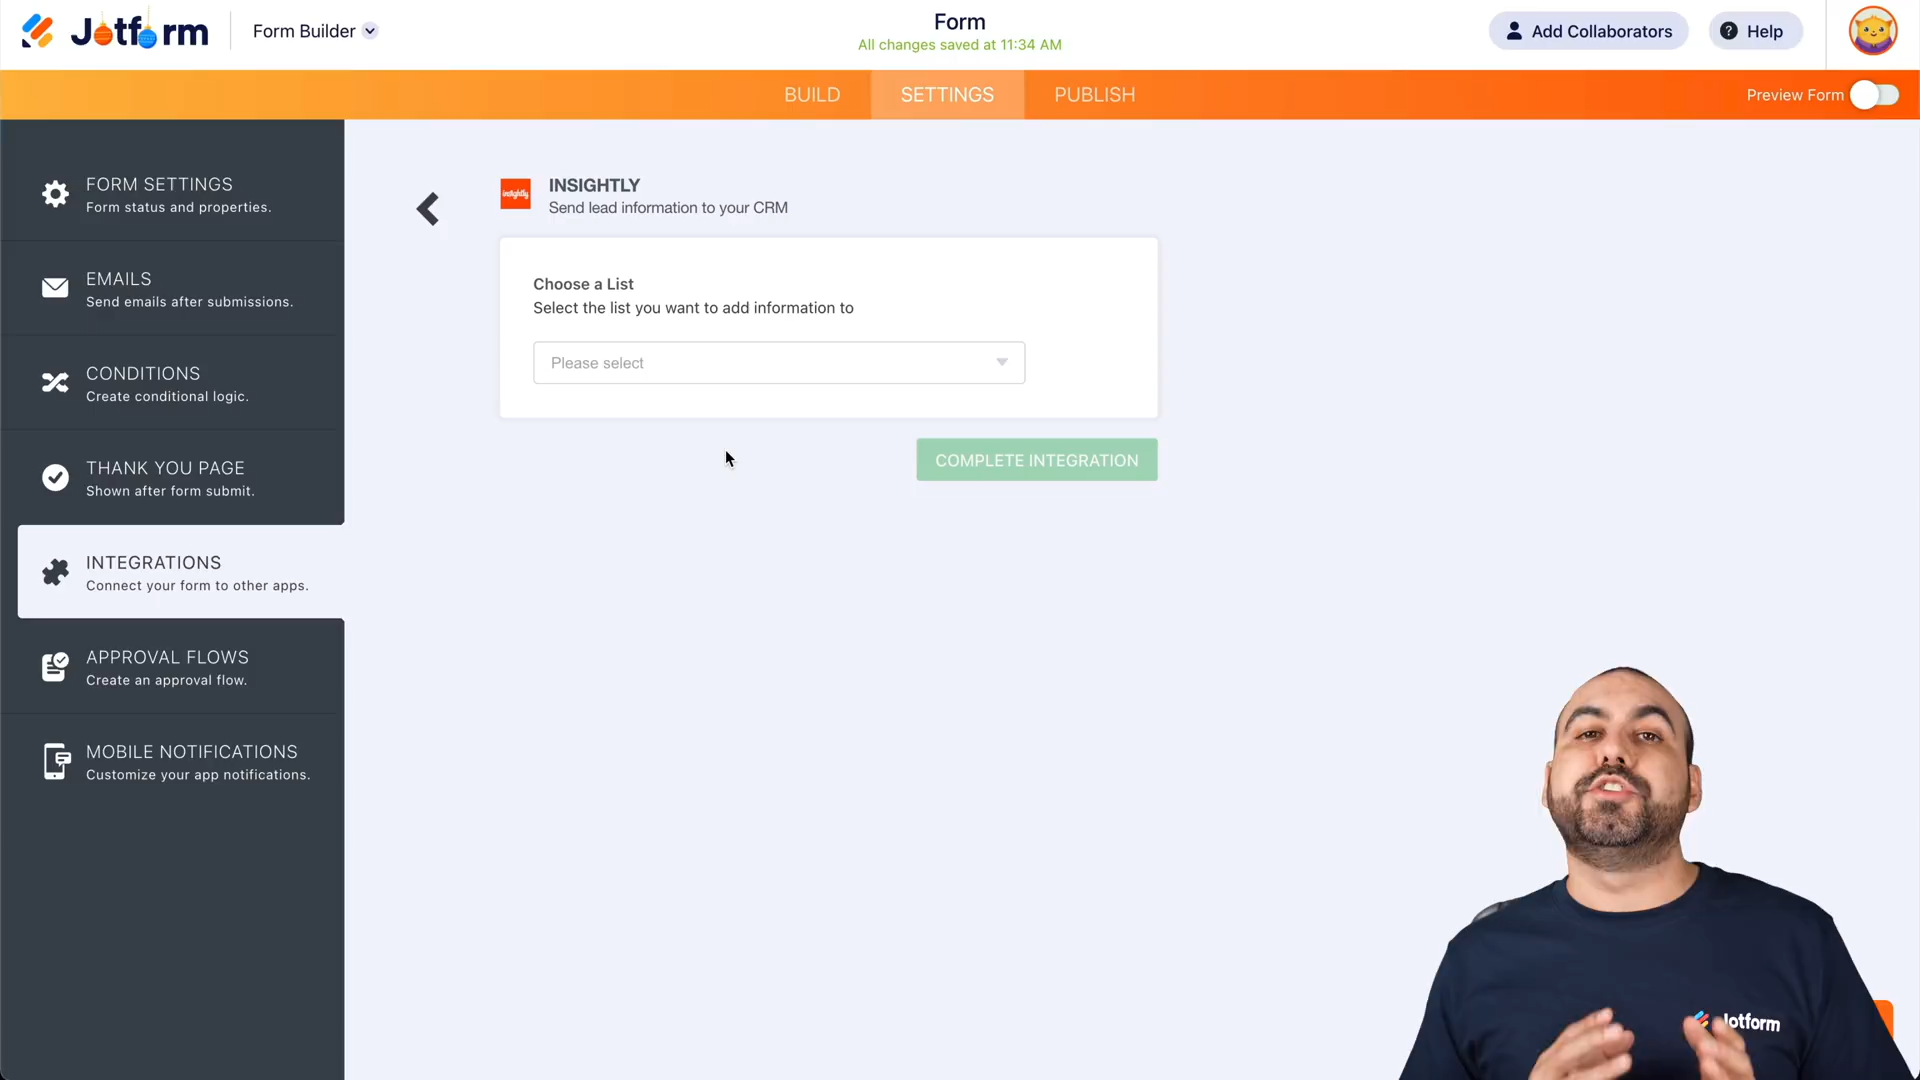 Jotform
Form Builder
Form
All changes saved at 11:34 AM
Add Collaborators
Help
BUILD
SETTINGS
PUBLISH
Preview Form
FORM SETTINGS
Form status and properties.
EMAILS
Send emails after submissions.
CONDITIONS
Create conditional logic.
THANK YOU PAGE
Shown after form submit.
INTEGRATIONS
Connect your form to other apps.
APPROVAL FLOWS
Create an approval flow.
MOBILE NOTIFICATIONS
Customize your app notifications.
insightly
INSIGHTLY
Send lead information to your CRM
Choose a List
Select the list you want to add information to
Please select
COMPLETE INTEGRATION
Jotform